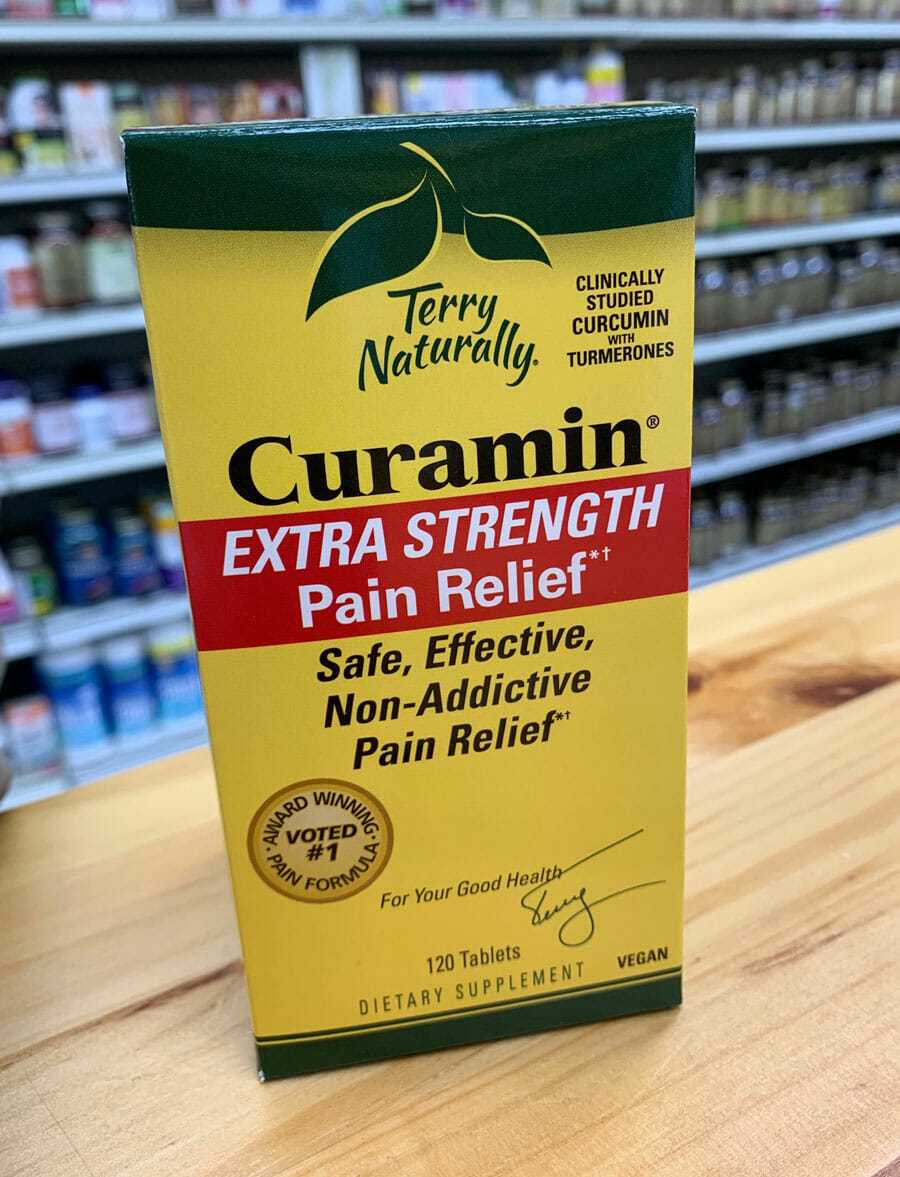 Terry
Naturally®
CLINICALLY
STUDIED
CURCUMIN
WITH
TURMERONES
Curamin®
EXTRA STRENGTH
Pain Relief*†
Safe, Effective,
Non-Addictive
Pain Relief*†
AWARD WINNING
VOTED
#1
PAIN FORMULA
For Your Good Health
Terry
120 Tablets
VEGAN
DIETARY SUPPLEMENT